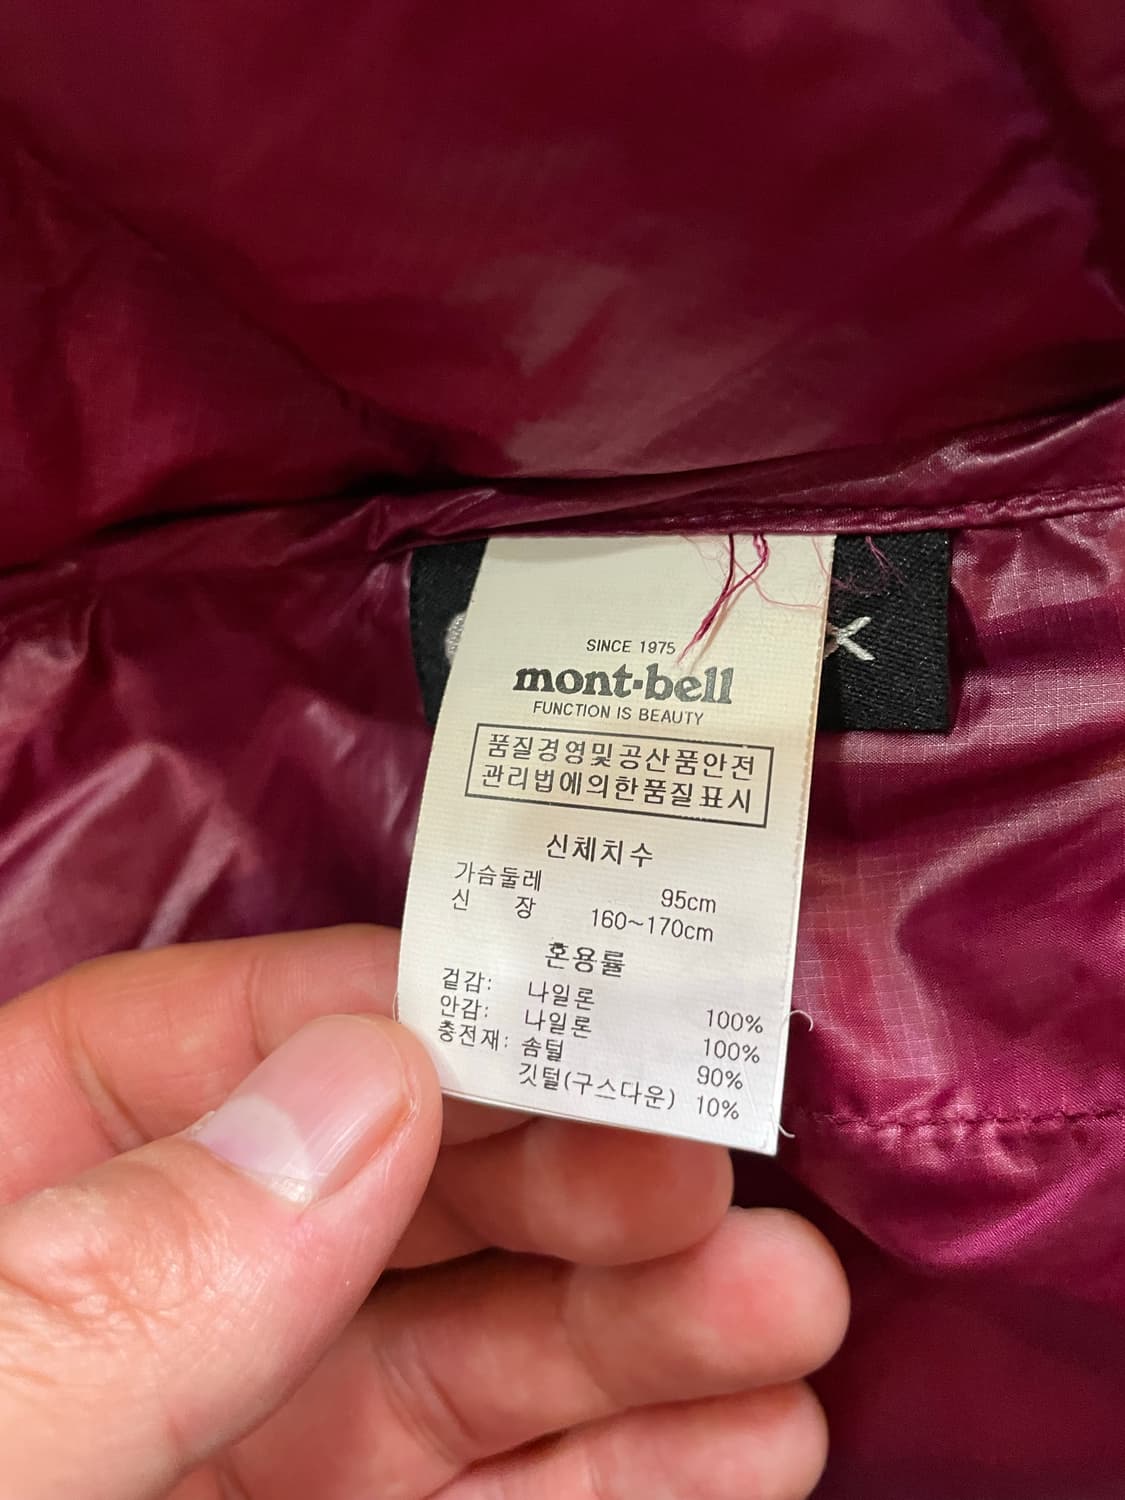 SINCE 1975
mont-bell
FUNCTION IS BEAUTY
품질경영및공산품안전
관리법에의한품질표시
신체치수
가슴둘레 95cm
신 장 160~170cm
혼용률
겉감: 나일론 100%
안감: 나일론 100%
충전재: 솜털 90%
깃털(구스다운) 10%